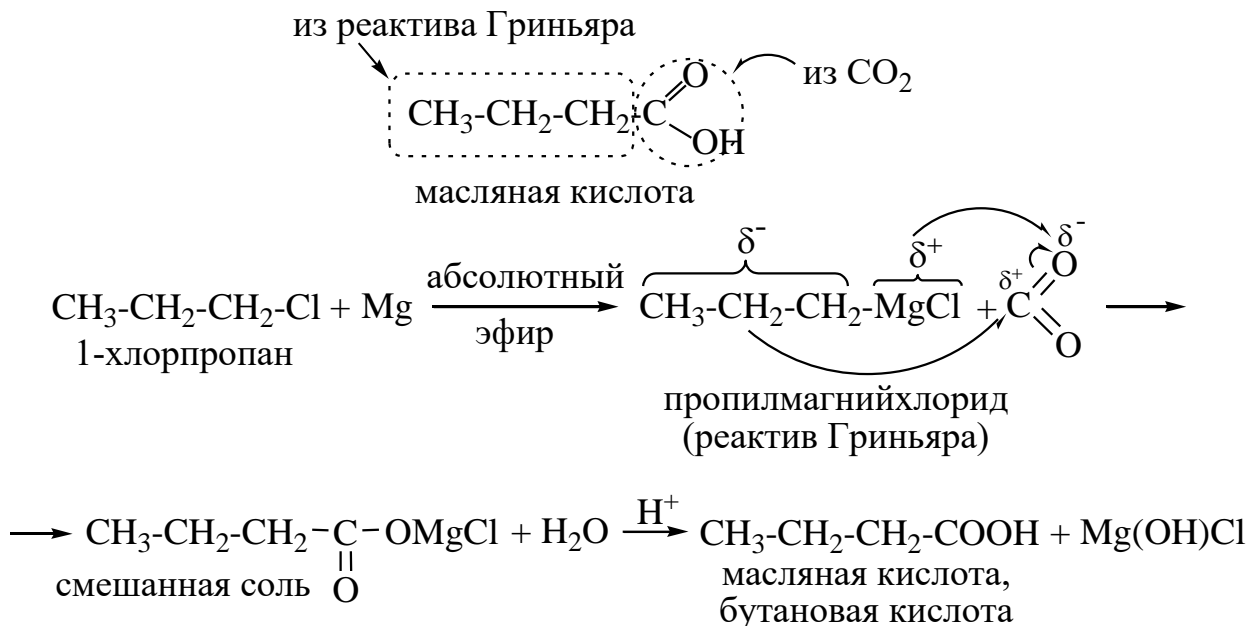 из реактива Гриньяра
из CO₂
CH₃-CH₂-CH₂-C
O
OH
масляная кислота
CH₃-CH₂-CH₂-Cl + Mg абсолютный эфир CH₃-CH₂-CH₂-MgCl + C
δ⁻ δ⁺ δ⁺ δ⁻
O
O
1-хлорпропан
пропилмагнийхлорид
(реактив Гриньяра)
CH₃-CH₂-CH₂-C-OMgCl + H₂O H⁺ CH₃-CH₂-CH₂-COOH + Mg(OH)Cl
O
смешанная соль
масляная кислота,
бутановая кислота